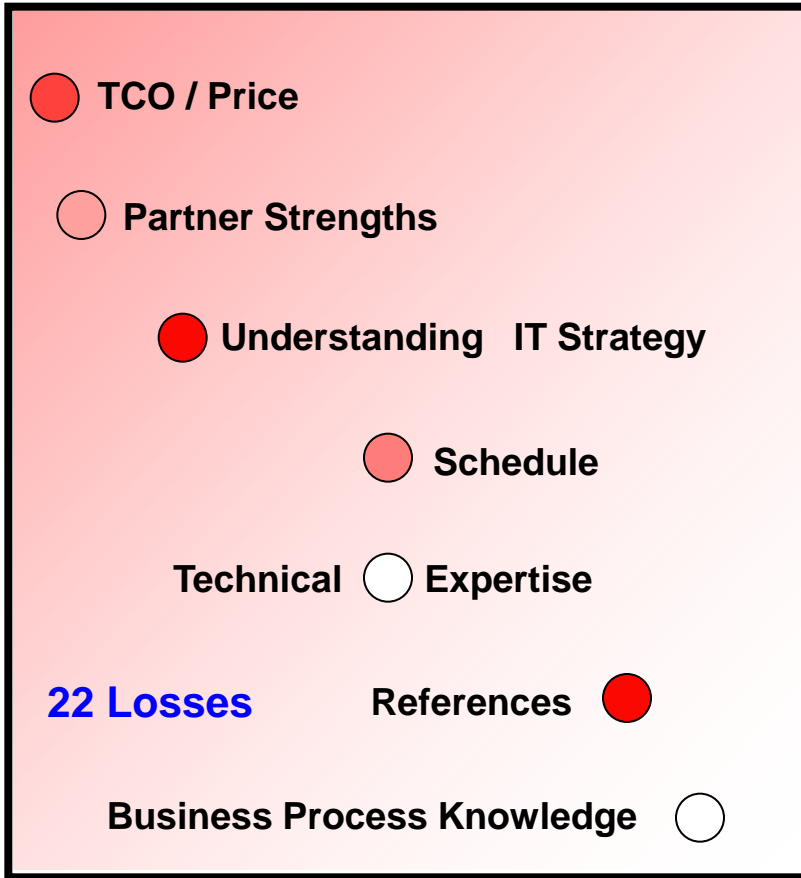 TCO / Price
Partner Strengths
Understanding IT Strategy
Schedule
Technical Expertise
22 Losses References
Business Process Knowledge